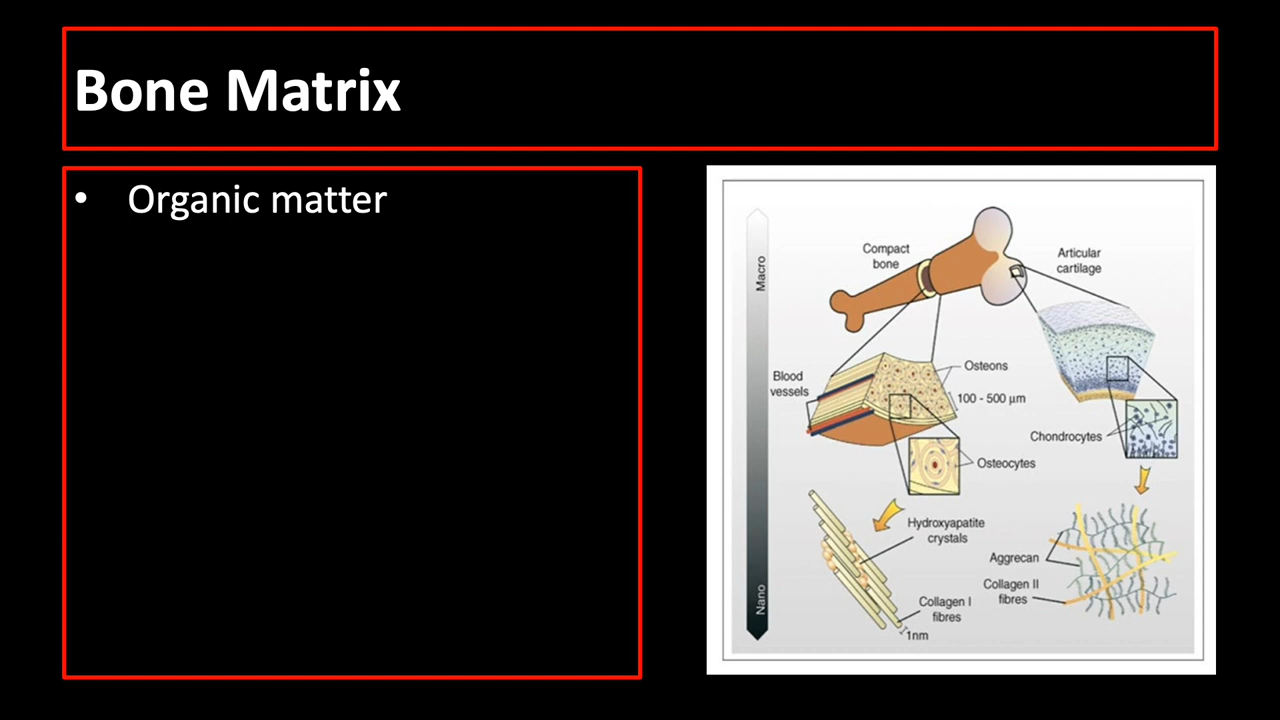 Bone Matrix
• Organic matter
Macro
Compact
bone
Articular
cartilage
Blood
vessels
Osteons
100 - 500 μm
Chondrocytes
Osteocytes
Hydroxyapatite
crystals
Aggrecan
Collagen II
fibres
Collagen I
fibres
1nm
Nano